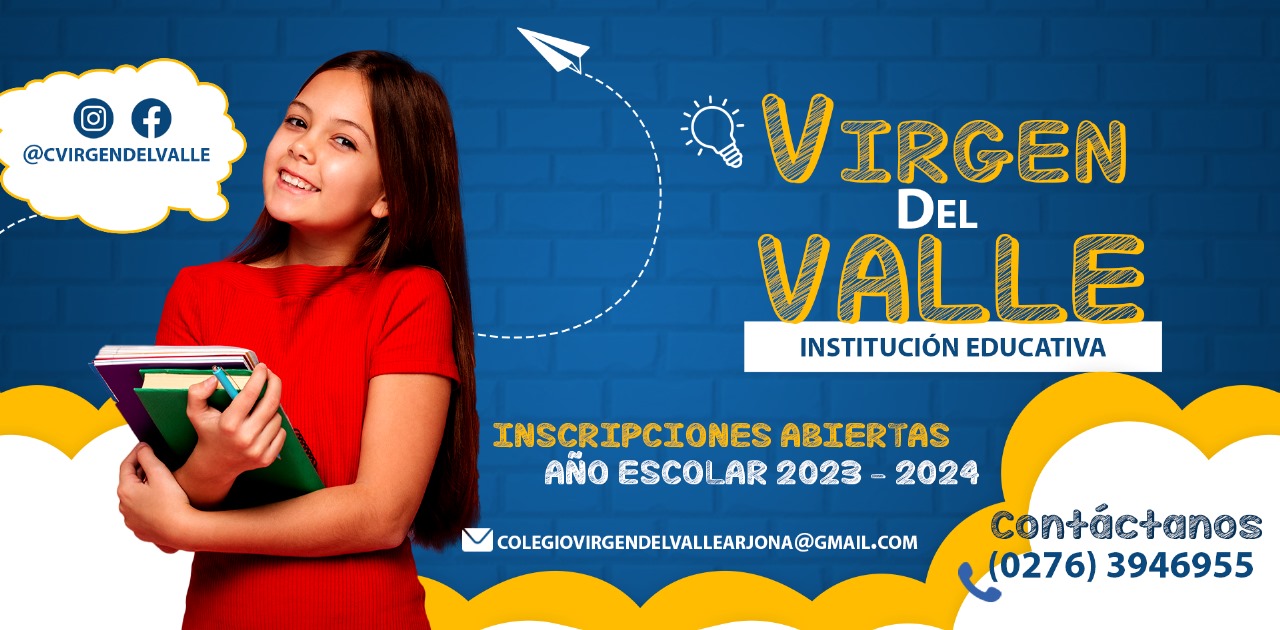 @CVIRGENDELVALLE
VIRGEN
DEL
VALLE
INSTITUCIÓN EDUCATIVA
INSCRIPCIONES ABIERTAS
AÑO ESCOLAR 2023 - 2024
COLEGIOVIRGENDELVALLEARJONA@GMAIL.COM
Contáctanos
(0276) 3946955